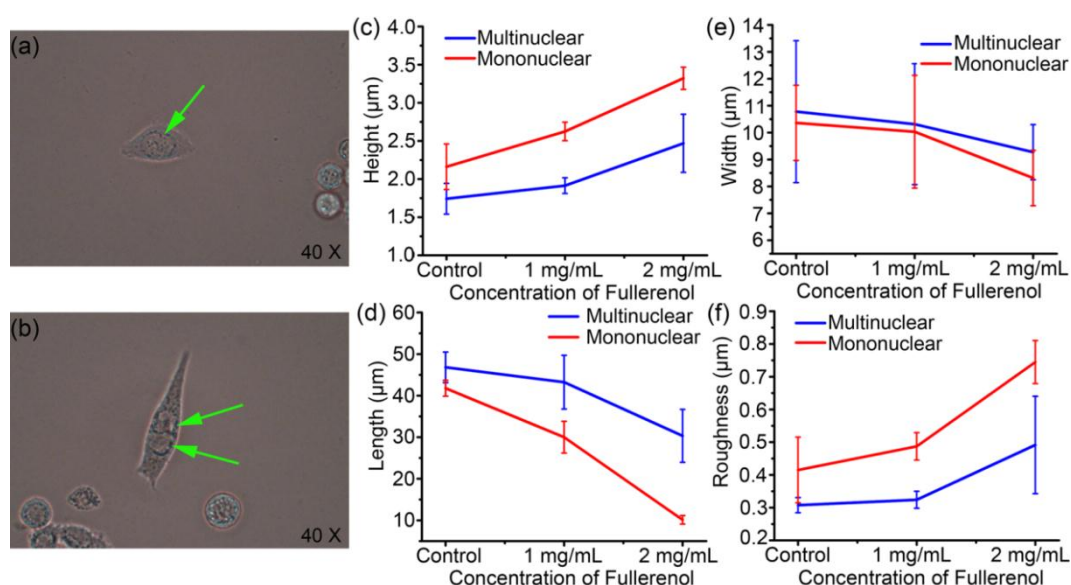 (a)
40 X
(b)
40 X
(c)
Multinuclear
Mononuclear
Height (μm)
4.0
3.5
3.0
2.5
2.0
1.5
1.0
Control
1 mg/mL
2 mg/mL
Concentration of Fullerenol
(d)
Multinuclear
Mononuclear
Length (μm)
60
50
40
30
20
10
Control
1 mg/mL
2 mg/mL
Concentration of Fullerenol
(e)
Multinuclear
Mononuclear
Width (μm)
14
13
12
11
10
9
8
7
6
Control
1 mg/mL
2 mg/mL
Concentration of Fullerenol
(f)
Multinuclear
Mononuclear
Roughness (μm)
0.9
0.8
0.7
0.6
0.5
0.4
0.3
0.2
Control
1 mg/mL
2 mg/mL
Concentration of Fullerenol